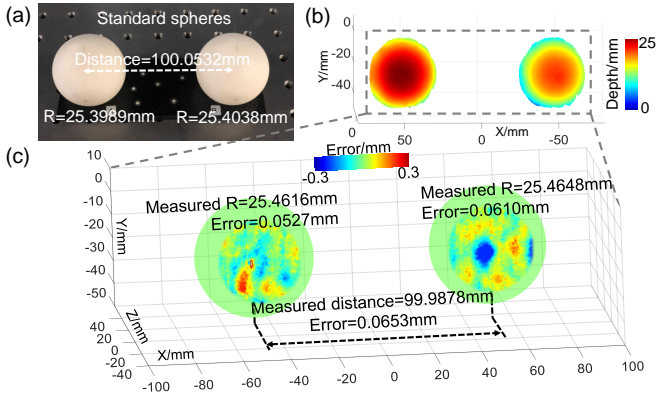 (a)
Standard spheres
Distance=100.0532mm
R=25.3989mm
R=25.4038mm
(b)
0
-20
-40
Y/mm
50
0
-50
X/mm
25
0
Depth/mm
(c)
Error/mm
-0.3
0.3
10
0
-10
-20
-30
-40
-50
Y/mm
Measured R=25.4616mm
Error=0.0527mm
Measured R=25.4648mm
Error=0.0610mm
Measured distance=99.9878mm
Error=0.0653mm
Z/mm
40
20
0
-20
-40
X/mm
-100
-80
-60
-40
-20
0
20
40
60
80
100